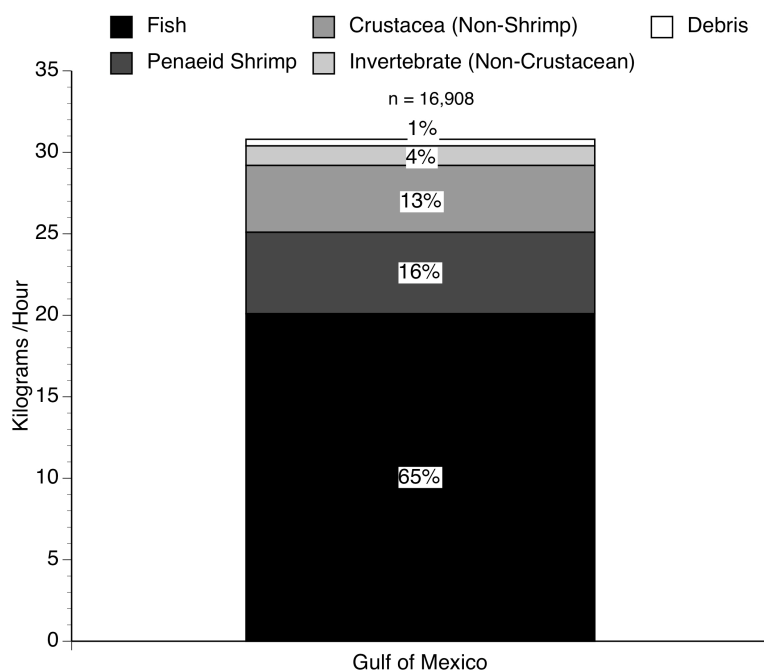 Fish
Crustacea (Non-Shrimp)
Debris
Penaeid Shrimp
Invertebrate (Non-Crustacean)
35
n = 16,908
1%
30
4%
13%
25
16%
20
Kilograms /Hour
15
10
65%
5
0
Gulf of Mexico